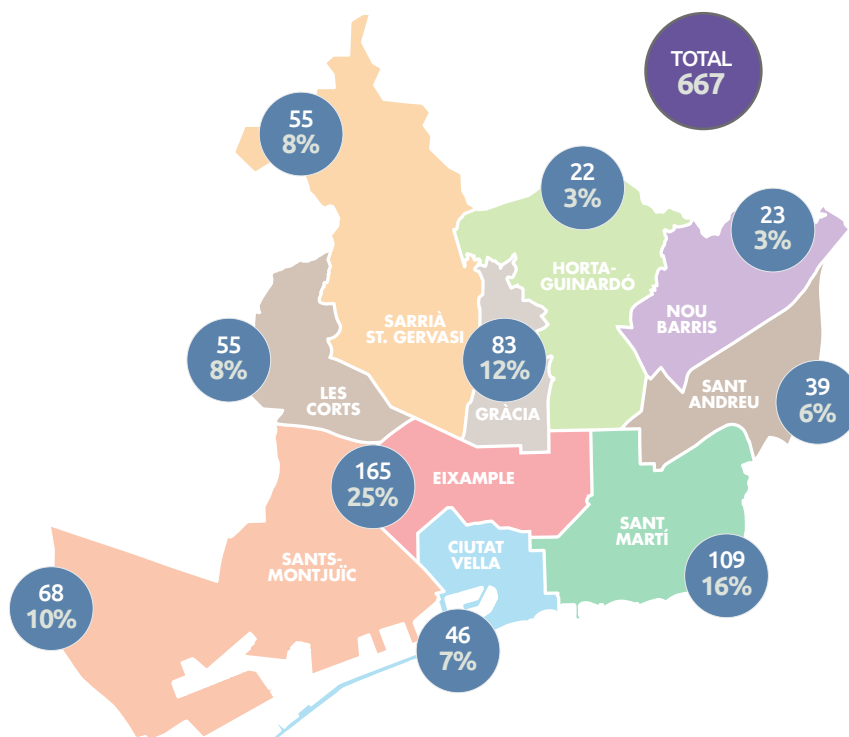 TOTAL
667
55
8%
22
3%
23
3%
HORTA-
GUINARDÓ
NOU
BARRIS
SARRIÀ
ST. GERVASI
55
8%
83
12%
LES
CORTS
GRÀCIA
SANT
ANDREU
39
6%
165
25%
EIXAMPLE
SANT
MARTÍ
CIUTAT
VELLA
SANTS-
MONTJUÏC
109
16%
68
10%
46
7%